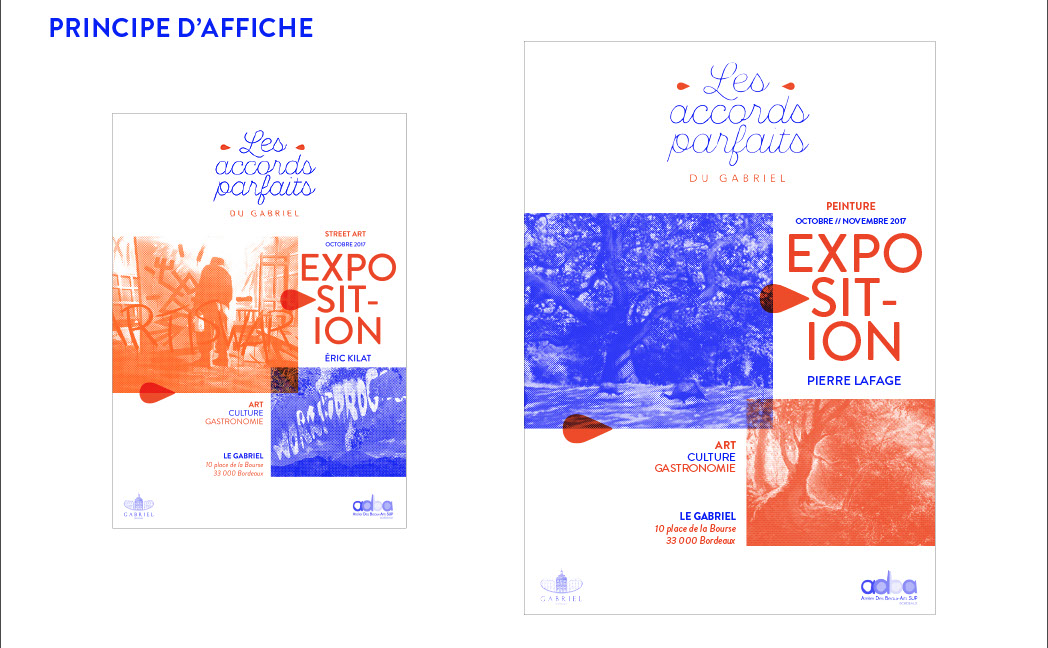 PRINCIPE D'AFFICHE
Les
accords
parfaits
DU GABRIEL
STREET ART
OCTOBRE 2017
EXPO
SIT-
ION
ÉRIC KILAT
ART
CULTURE
GASTRONOMIE
LE GABRIEL
10 place de la Bourse
33 000 Bordeaux
GABRIEL
adba
Les
accords
parfaits
DU GABRIEL
PEINTURE
OCTOBRE // NOVEMBRE 2017
EXPO
SIT-
ION
PIERRE LAFAGE
ART
CULTURE
GASTRONOMIE
LE GABRIEL
10 place de la Bourse
33 000 Bordeaux
GABRIEL
adba